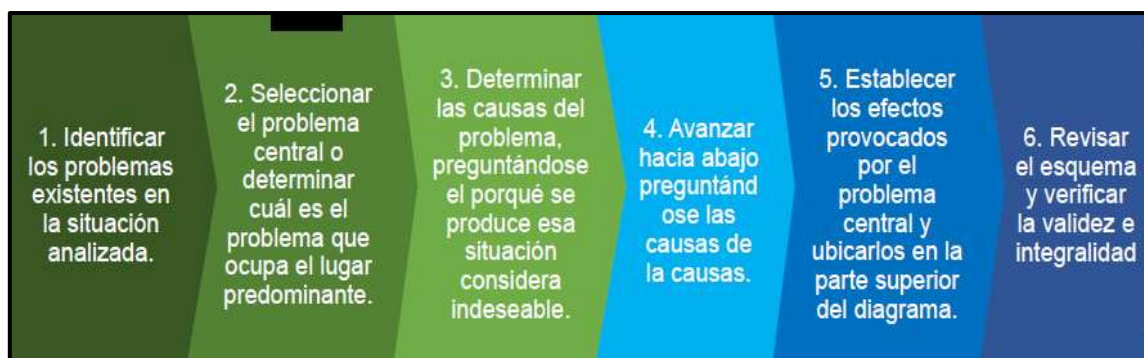 1. Identificar
los problemas
existentes en
la situación
analizada.
2. Seleccionar
el problema
central o
determinar
cuál es el
problema que
ocupa el lugar
predominante.
3. Determinar
las causas del
problema,
preguntándose
el porqué se
produce esa
situación
considera
indeseable.
4. Avanzar
hacia abajo
preguntánd
ose las
causas de
la causas.
5. Establecer
los efectos
provocados
por el
problema
central y
ubicarlos en la
parte superior
del diagrama.
6. Revisar
el esquema
y verificar
la validez e
integralidad